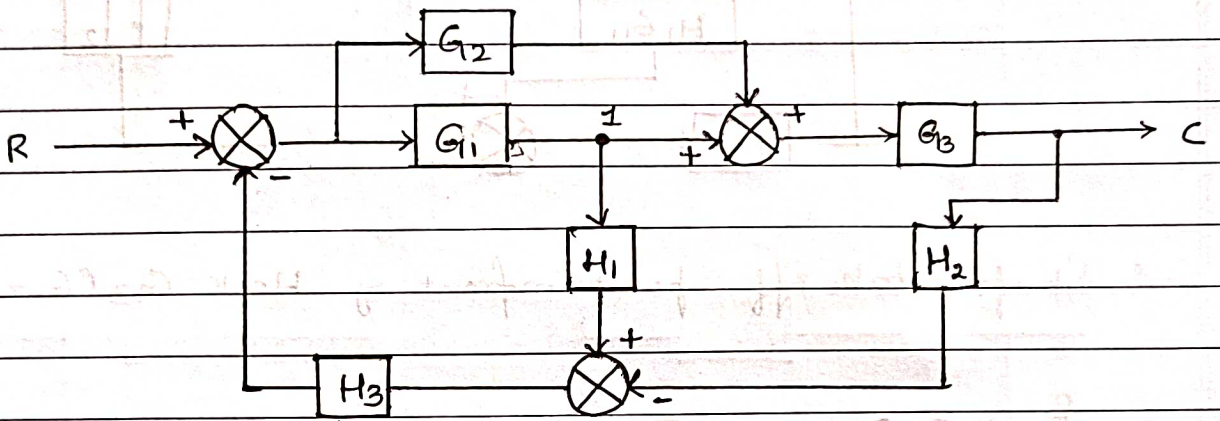 G2
+ 1 +
R G1 + G3 C
-
H1 H2
+
H3 -